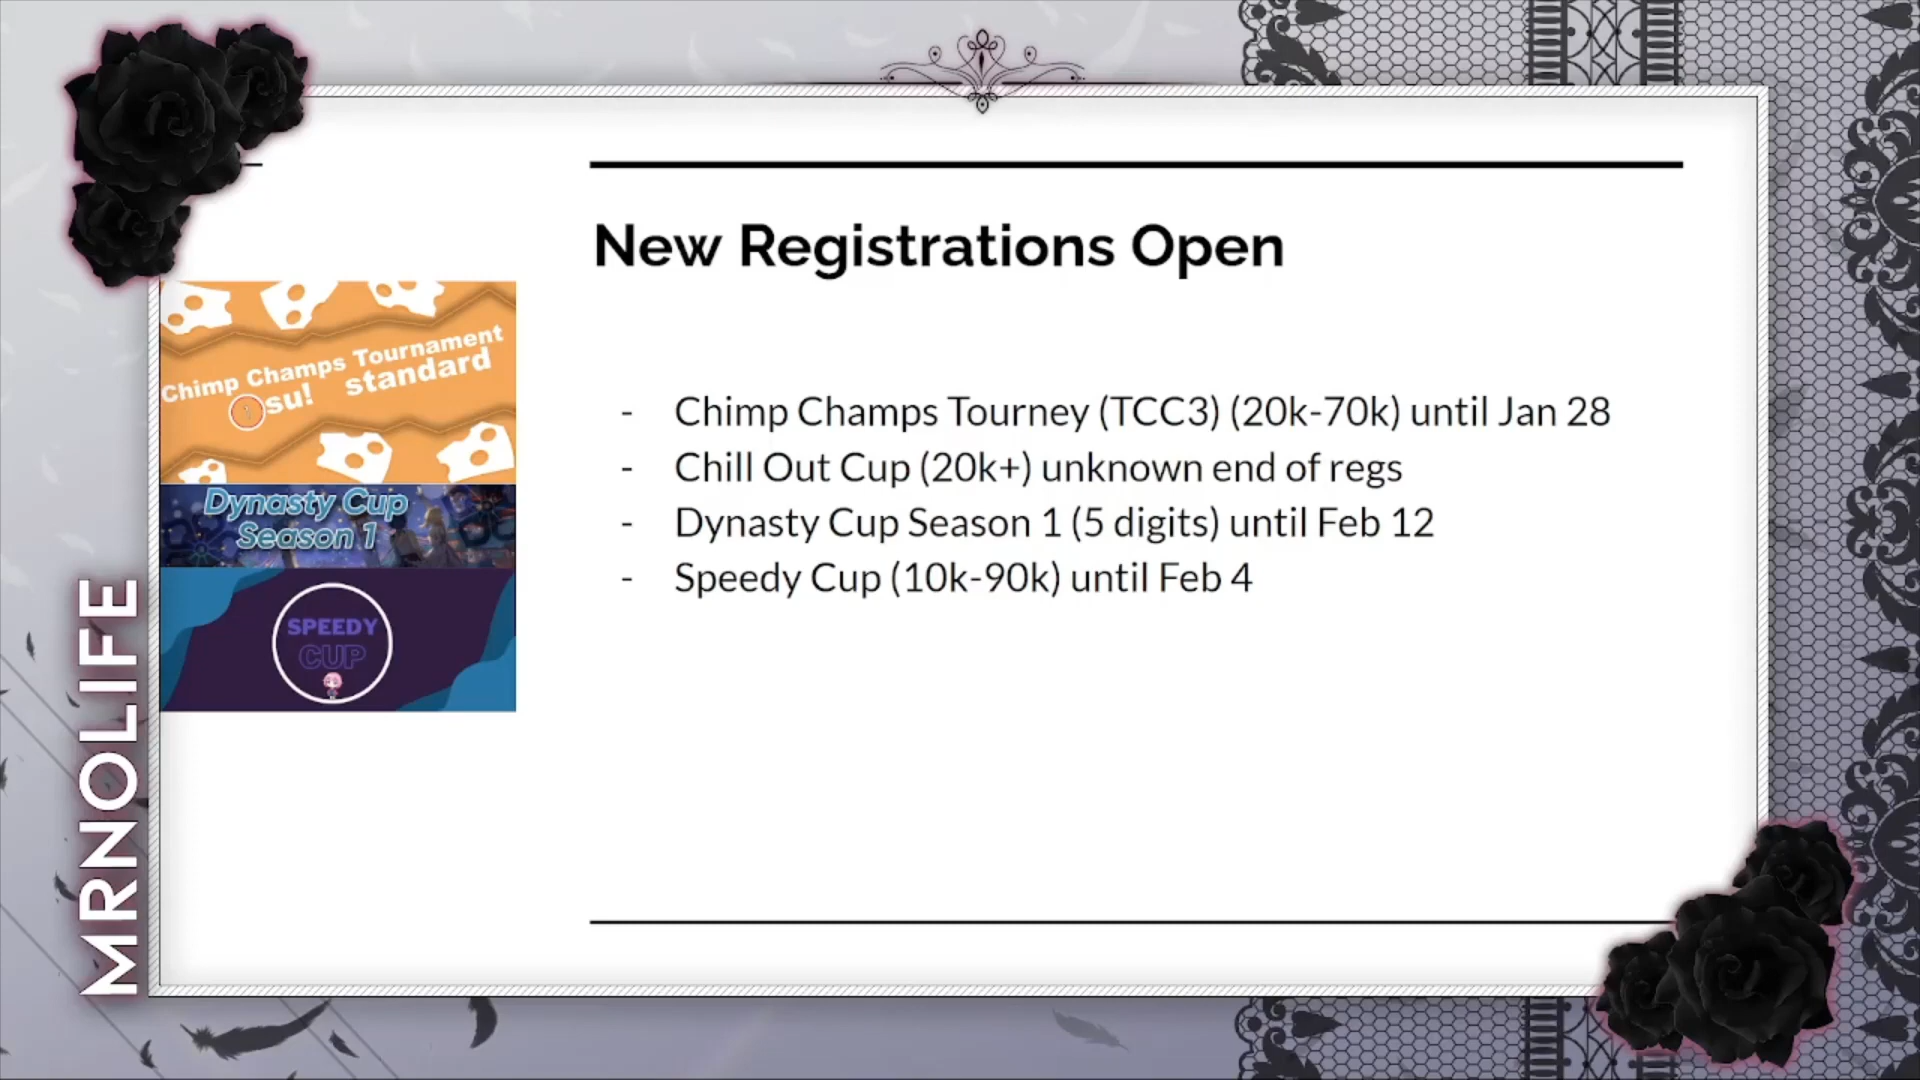 New Registrations Open
Chimp Champs Tournament
osu! standard
Dynasty Cup
Season 1
SPEEDY
CUP
- Chimp Champs Tourney (TCC3) (20k-70k) until Jan 28
- Chill Out Cup (20k+) unknown end of regs
- Dynasty Cup Season 1 (5 digits) until Feb 12
- Speedy Cup (10k-90k) until Feb 4
MRNOLIFE